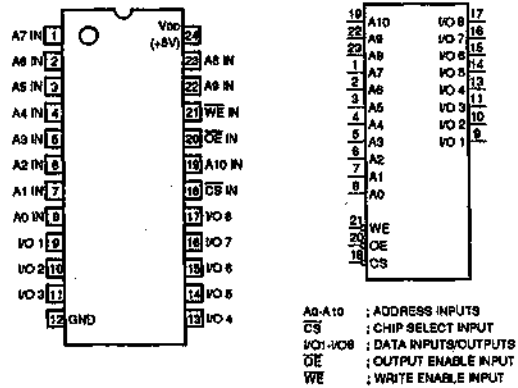 A7 IN 1
A6 IN 2
A5 IN 3
A4 IN 4
A3 IN 5
A2 IN 6
A1 IN 7
A0 IN 8
I/O 1 9
I/O 2 10
I/O 3 11
12 GND
VDD
(+5V)
24
23 A8 IN
22 A9 IN
21 WE IN
20 OE IN
19 A10 IN
18 CS IN
17 I/O 8
16 I/O 7
15 I/O 6
14 I/O 5
13 I/O 4
19 A10
22 A9
23 A8
1 A7
2 A6
3 A5
4 A4
5 A3
6 A2
7 A1
8 A0
21 WE
20 OE
18 CS
I/O 8 17
I/O 7 16
I/O 6 15
I/O 5 14
I/O 4 13
I/O 3 11
I/O 2 10
I/O 1 9
A0-A10 : ADDRESS INPUTS
CS : CHIP SELECT INPUT
I/O1-I/O8 : DATA INPUTS/OUTPUTS
OE : OUTPUT ENABLE INPUT
WE : WRITE ENABLE INPUT